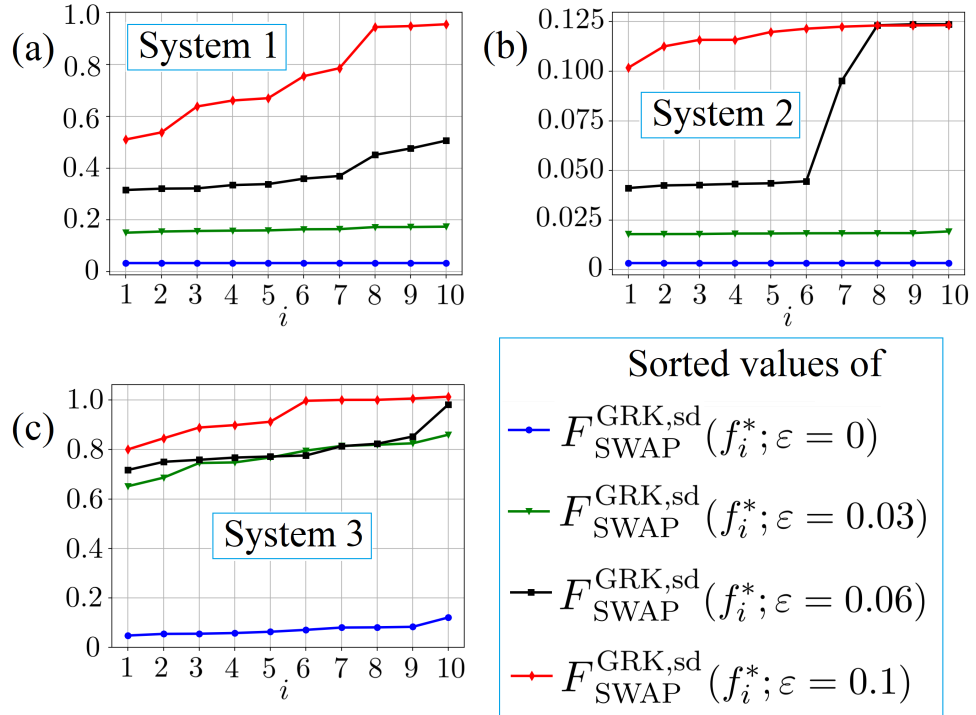 (a)
System 1
1.0
0.8
0.6
0.4
0.2
0
1 2 3 4 5 6 7 8 9 10
i
(b)
System 2
0.125
0.100
0.075
0.050
0.025
0
1 2 3 4 5 6 7 8 9 10
i
(c)
System 3
1.0
0.8
0.6
0.4
0.2
0
1 2 3 4 5 6 7 8 9 10
i
Sorted values of
F_{SWAP}^{GRK,sd}(f_i^*; ε = 0)
F_{SWAP}^{GRK,sd}(f_i^*; ε = 0.03)
F_{SWAP}^{GRK,sd}(f_i^*; ε = 0.06)
F_{SWAP}^{GRK,sd}(f_i^*; ε = 0.1)